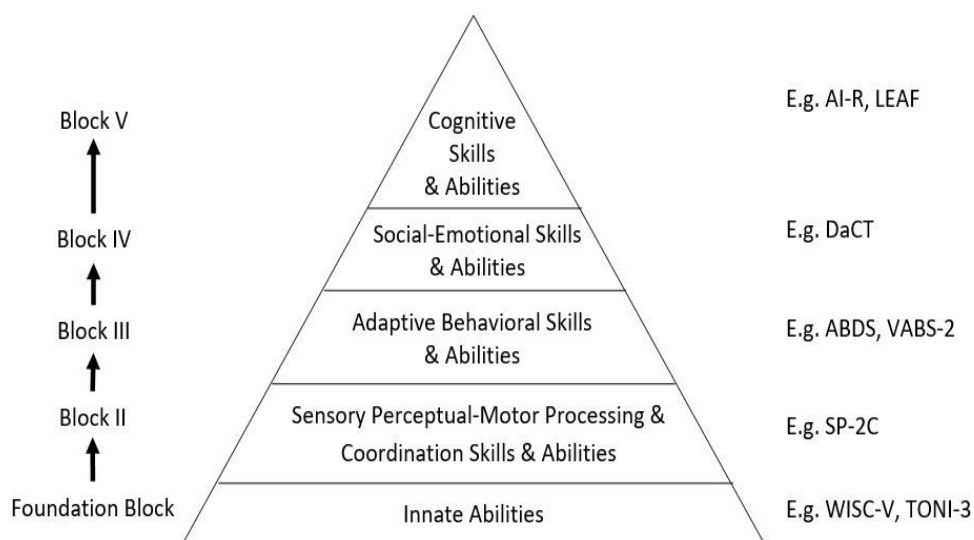 E.g. AI-R, LEAF
Block V
Cognitive
Skills
& Abilities
E.g. DaCT
Block IV
Social-Emotional Skills
& Abilities
Block III
Adaptive Behavioral Skills
& Abilities
E.g. ABDS, VABS-2
Block II
Sensory Perceptual-Motor Processing &
Coordination Skills & Abilities
E.g. SP-2C
Foundation Block
Innate Abilities
E.g. WISC-V, TONI-3